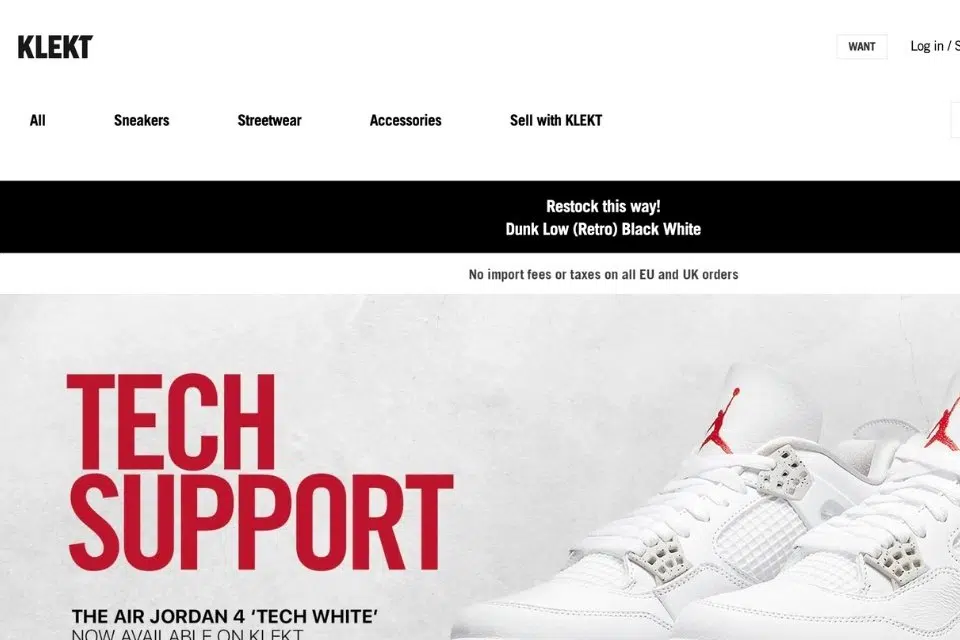 KLEKT
WANT
Log in /
All
Sneakers
Streetwear
Accessories
Sell with KLEKT
Restock this way!
Dunk Low (Retro) Black White
No import fees or taxes on all EU and UK orders
TECH
SUPPORT
THE AIR JORDAN 4 ‘TECH WHITE’
NOW AVAILABLE ON KLEKT